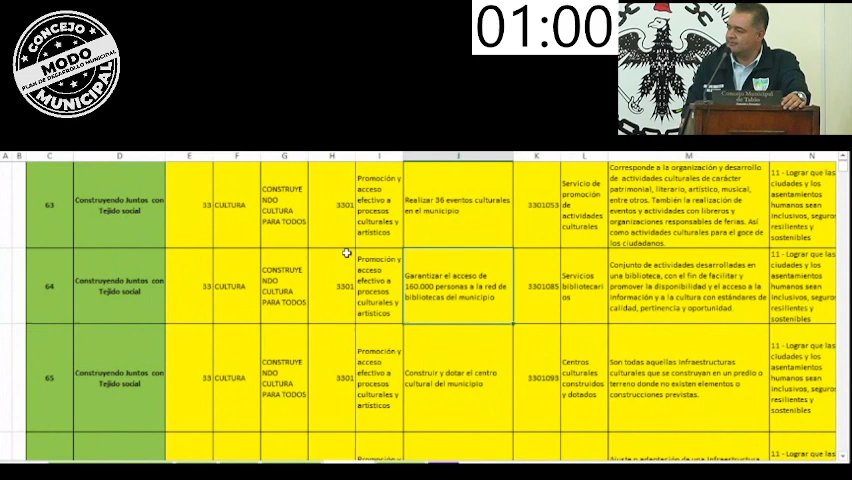 CONCEJO
MODO
PLAN DE DESARROLLO MUNICIPAL
MUNICIPAL
01:00
Concejo Municipal
de Tabio
A B C D E F G H I J K L M N
63
Construyendo Juntos con
Tejido social
33 CULTURA
CONSTRUYE
NDO
CULTURA
PARA TODOS
3301
Promoción y
acceso
efectivo a
procesos
culturales y
artísticos
Realizar 36 eventos culturales
en el municipio
3301053
Servicio de
promoción
de
actividades
culturales
Corresponde a la organización y desarrollo
de actividades culturales de carácter
patrimonial, literario, artístico, musical,
entre otros. También la realización de
eventos y actividades con libreros y
organizaciones responsables de ferias. Así
como actividades culturales para el goce de
los ciudadanos.
11 - Lograr que las
ciudades y los
asentamientos
humanos sean
inclusivos, seguros
resilientes y
sostenibles
64
Construyendo Juntos con
Tejido social
33 CULTURA
CONSTRUYE
NDO
CULTURA
PARA TODOS
3301
Promoción y
acceso
efectivo a
procesos
culturales y
artísticos
Garantizar el acceso de
160.000 personas a la red de
bibliotecas del municipio
3301085
Servicios
bibliotecari
os
Conjunto de actividades desarrolladas en
una biblioteca, con el fin de facilitar y
promover la disponibilidad y el acceso a la
información y a la cultura con estándares de
calidad, pertinencia y oportunidad.
11 - Lograr que las
ciudades y los
asentamientos
humanos sean
inclusivos, seguros
resilientes y
sostenibles
65
Construyendo Juntos con
Tejido social
33 CULTURA
CONSTRUYE
NDO
CULTURA
PARA TODOS
3301
Promoción y
acceso
efectivo a
procesos
culturales y
artísticos
Construir y dotar el centro
cultural del municipio
3301093
Centros
culturales
construidos
y dotados
Son todas aquellas infraestructuras
culturales que se construyan en un predio o
terreno donde no existen elementos o
construcciones previstas.
11 - Lograr que las
ciudades y los
asentamientos
humanos sean
inclusivos, seguros
resilientes y
sostenibles
Promoción y
Ajuste o adaptación de una infraestructura
11 - Lograr que las